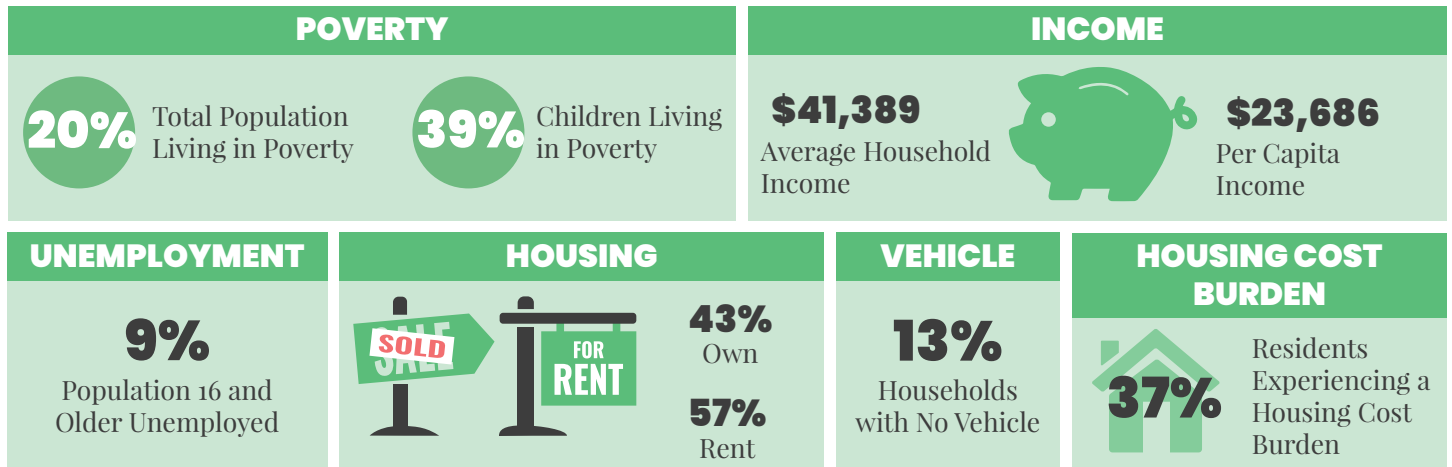 POVERTY
20%
Total Population
Living in Poverty
39%
Children Living
in Poverty
INCOME
$41,389
Average Household
Income
$23,686
Per Capita
Income
UNEMPLOYMENT
9%
Population 16 and
Older Unemployed
HOUSING
SALE
SOLD
FOR
RENT
43%
Own
57%
Rent
VEHICLE
13%
Households
with No Vehicle
HOUSING COST
BURDEN
37%
Residents
Experiencing a
Housing Cost
Burden